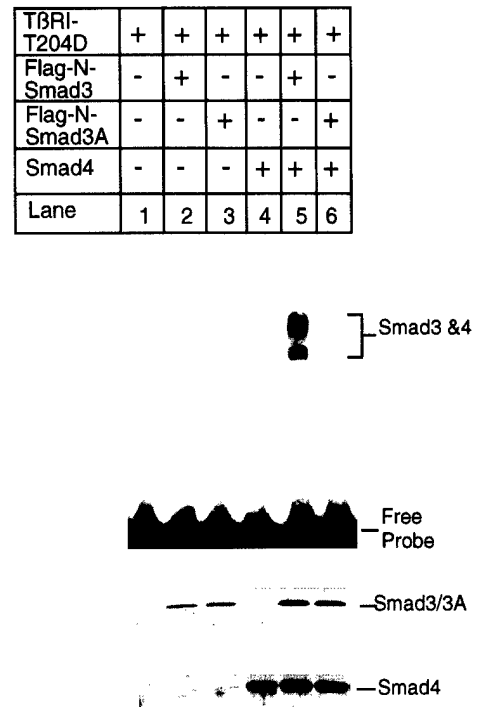 TßRI-
T204D + + + + + +
Flag-N-
Smad3 - + - - + -
Flag-N-
Smad3A - - + - - +
Smad4 - - - + + +
Lane 1 2 3 4 5 6
Smad3 &4
Free
Probe
Smad3/3A
Smad4